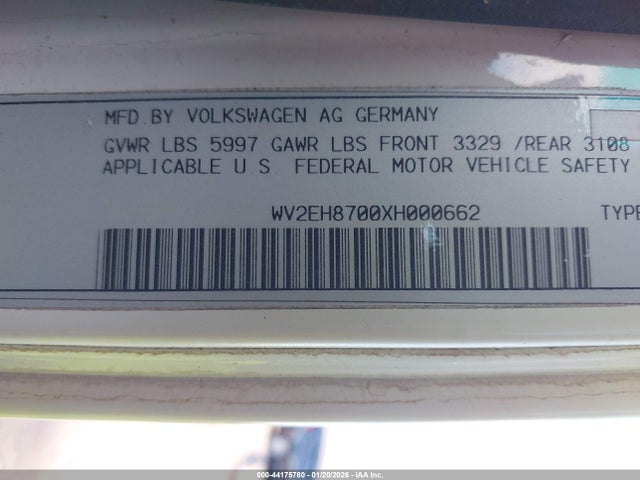 MFD.BY VOLKSWAGEN AG GERMANY
GVWR LBS 5997 GAWR LBS FRONT 3329 /REAR 3108
APPLICABLE U.S. FEDERAL MOTOR VEHICLE SAFETY
WV2EH8700XH000662 TYPE
000-44175780 - 01/20/2026 - IAA Inc.